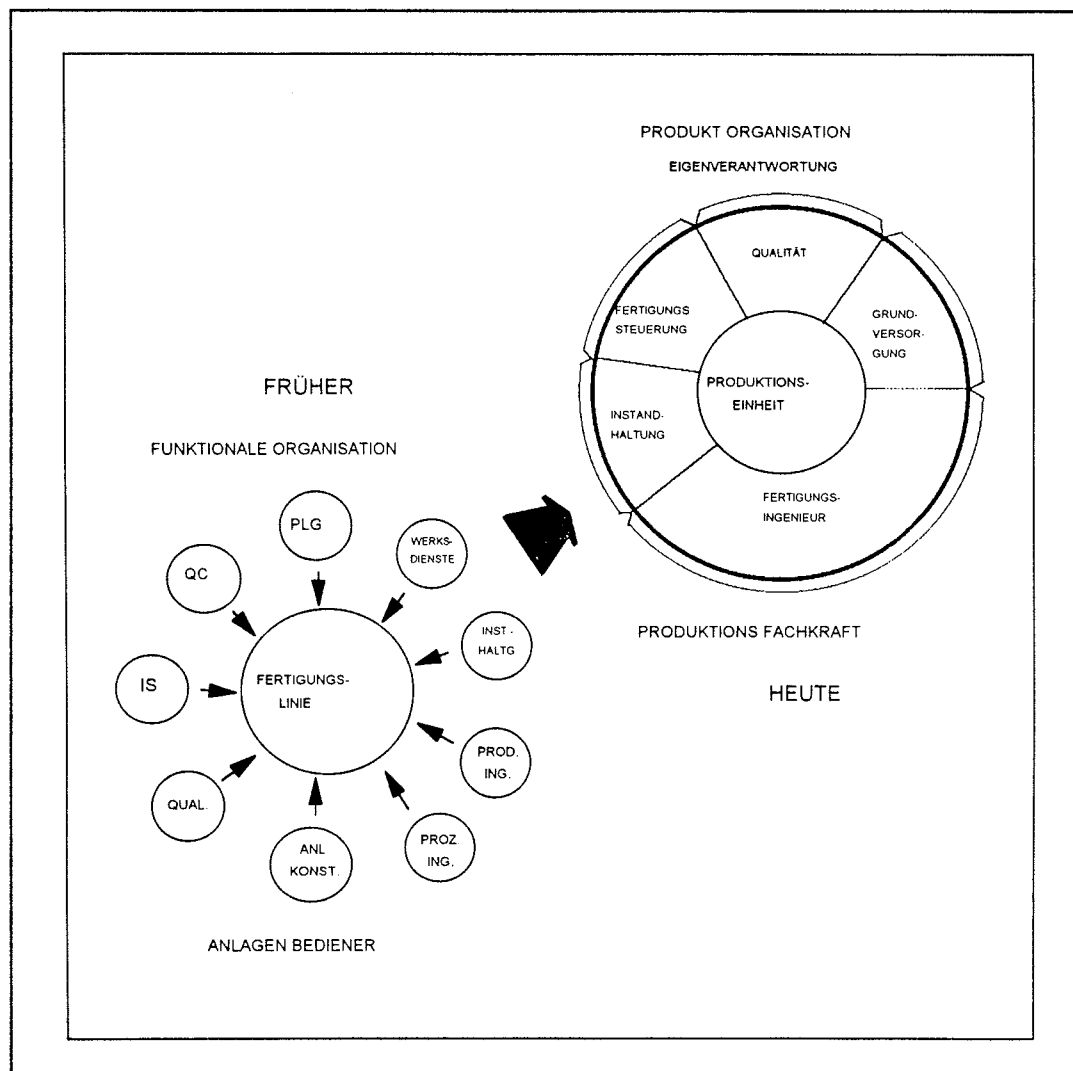 PRODUKT ORGANISATION
EIGENVERANTWORTUNG
QUALITÄT
FERTIGUNGS
STEUERUNG
GRUND-
VERSOR-
GUNG
PRODUKTIONS-
EINHEIT
INSTAND-
HALTUNG
FERTIGUNGS-
INGENIEUR
PRODUKTIONS FACHKRAFT
HEUTE
FRÜHER
FUNKTIONALE ORGANISATION
PLG
WERKS-
DIENSTE
QC
INST -
HALTG
IS
FERTIGUNGS-
LINIE
PROD.
ING.
QUAL.
ANL
KONST.
PROZ.
ING.
ANLAGEN BEDIENER